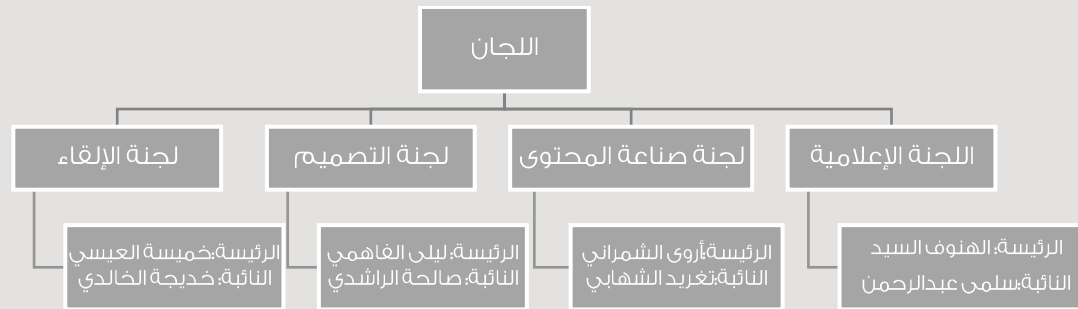 اللجان
اللجنة الإعلامية
لجنة صناعة المحتوى
لجنة التصميم
لجنة الإلقاء
الرئيسة: الهنوف السيد
النائبة:سلمى عبدالرحمن
الرئيسة:أروى الشمراني
النائبة:تغريد الشهابي
الرئيسة: ليلى الفاهمي
النائبة: صالحة الراشدي
الرئيسة:خميسة العيسي
النائبة: خديجة الخالدي